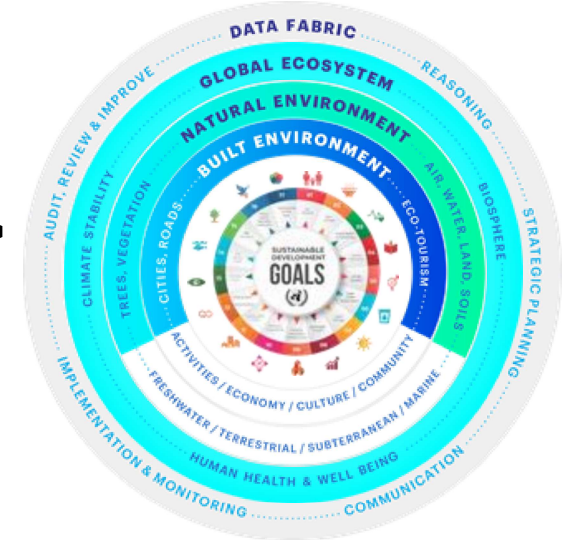 DATA FABRIC
REASONING
STRATEGIC PLANNING
COMMUNICATION
IMPLEMENTATION & MONITORING
AUDIT, REVIEW & IMPROVE
GLOBAL ECOSYSTEM
BIOSPHERE
HUMAN HEALTH & WELL BEING
CLIMATE STABILITY
NATURAL ENVIRONMENT
AIR, WATER, LAND, SOILS
FRESHWATER / TERRESTRIAL / SUBTERRANEAN / MARINE
TREES, VEGETATION
BUILT ENVIRONMENT
ECO-TOURISM
ACTIVITIES / ECONOMY / CULTURE / COMMUNITY
CITIES, ROADS
SUSTAINABLE
DEVELOPMENT
GOALS